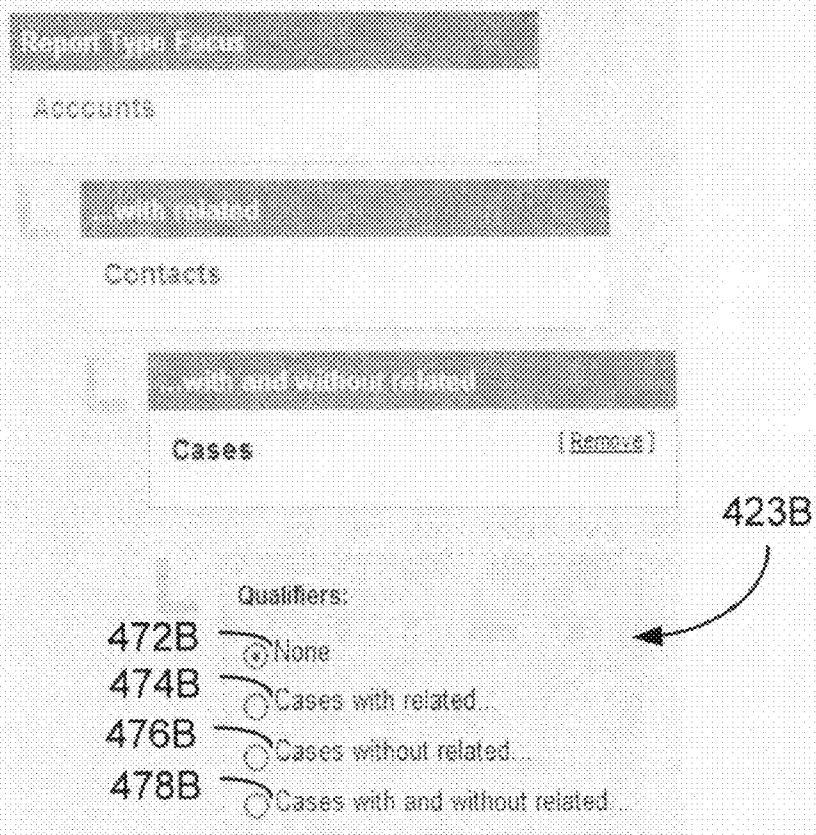 Report Type Focus
Accounts
...with related
Contacts
...with and without related
Cases
[Remove]
423B
Qualifiers:
472B
None
474B
Cases with related...
476B
Cases without related...
478B
Cases with and without related...